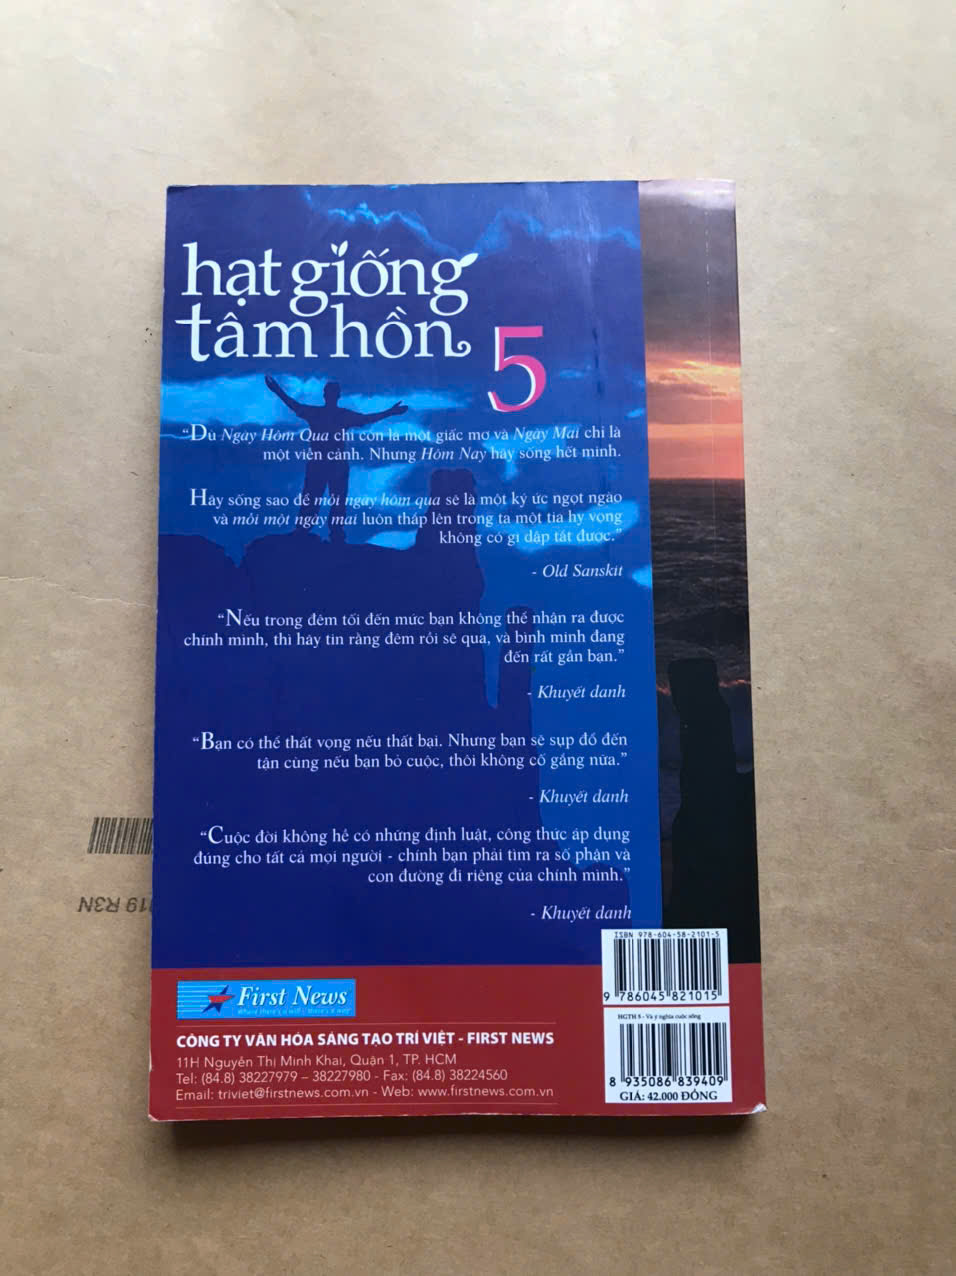 hạt giống
tâm hồn
5
“Dù Ngày Hôm Qua chỉ còn là một giấc mơ và Ngày Mai chỉ là
một viễn cảnh. Nhưng Hôm Nay hãy sống hết mình.
Hãy sống sao để mỗi ngày hôm qua sẽ là một ký ức ngọt ngào
và mỗi một ngày mai luôn thắp lên trong ta một tia hy vọng
không có gì dập tắt được.”
- Old Sanskit
“Nếu trong đêm tối đến mức bạn không thể nhận ra được
chính mình, thì hãy tin rằng đêm rồi sẽ qua, và bình minh đang
đến rất gần bạn.”
- Khuyết danh
“Bạn có thể thất vọng nếu thất bại. Nhưng bạn sẽ sụp đổ đến
tận cùng nếu bạn bỏ cuộc, thôi không cố gắng nữa.”
- Khuyết danh
“Cuộc đời không hề có những định luật, công thức áp dụng
đúng cho tất cả mọi người - chính bạn phải tìm ra số phận và
con đường đi riêng của chính mình.”
- Khuyết danh
ISBN 978-604-58-2101-5
9 786045 821015
First News
Where there's a will - there's a way
HGTH 5 - Và ý nghĩa cuộc sống
8 935086 839409
GIÁ: 42.000 ĐỒNG
CÔNG TY VĂN HÓA SÁNG TẠO TRÍ VIỆT - FIRST NEWS
11H Nguyễn Thị Minh Khai, Quận 1, TP. HCM
Tel: (84.8) 38227979 – 38227980 - Fax: (84.8) 38224560
Email: triviet@firstnews.com.vn - Web: www.firstnews.com.vn